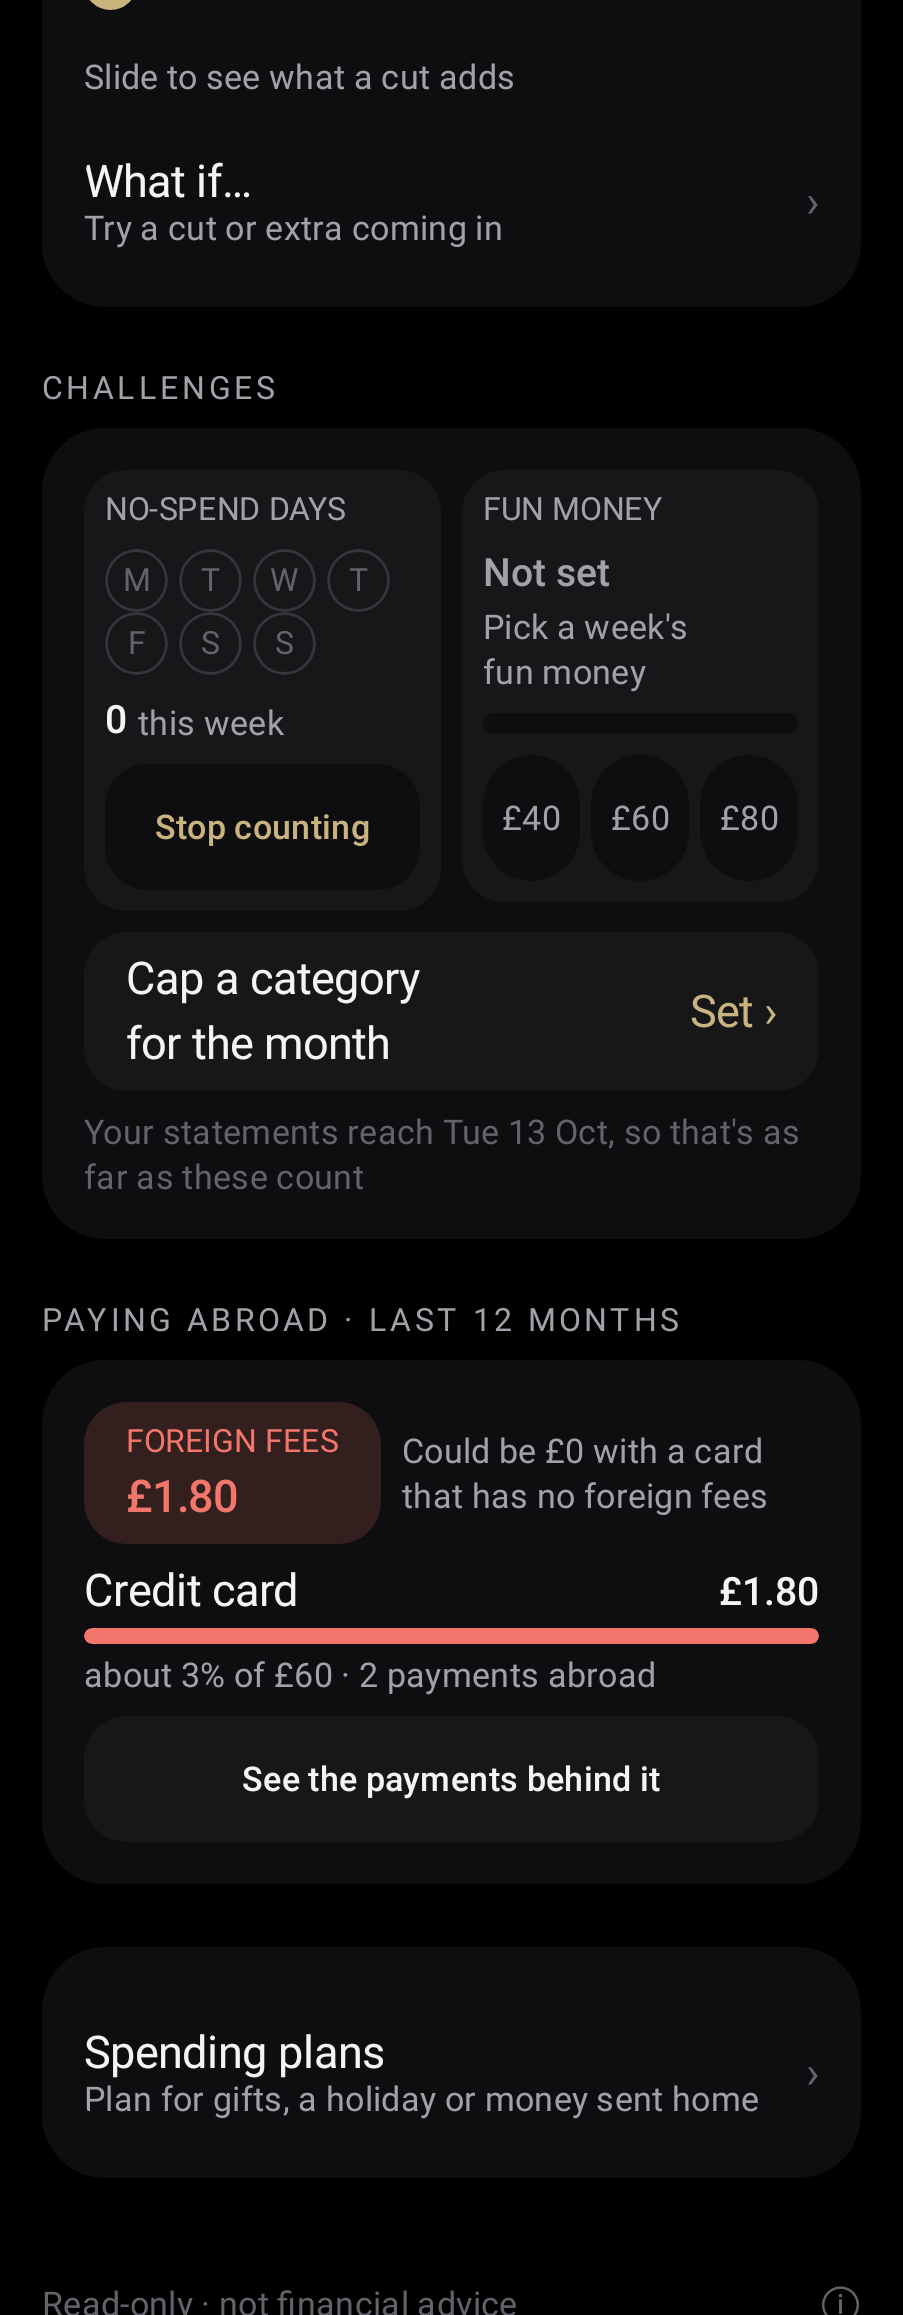 Slide to see what a cut adds
What if…
Try a cut or extra coming in
›
CHALLENGES
NO-SPEND DAYS
M T W T
F S S
0 this week
Stop counting
FUN MONEY
Not set
Pick a week's
fun money
£40 £60 £80
Cap a category
for the month
Set ›
Your statements reach Tue 13 Oct, so that's as
far as these count
PAYING ABROAD · LAST 12 MONTHS
FOREIGN FEES
£1.80
Could be £0 with a card
that has no foreign fees
Credit card £1.80
about 3% of £60 · 2 payments abroad
See the payments behind it
Spending plans
Plan for gifts, a holiday or money sent home
›
Read-only · not financial advice